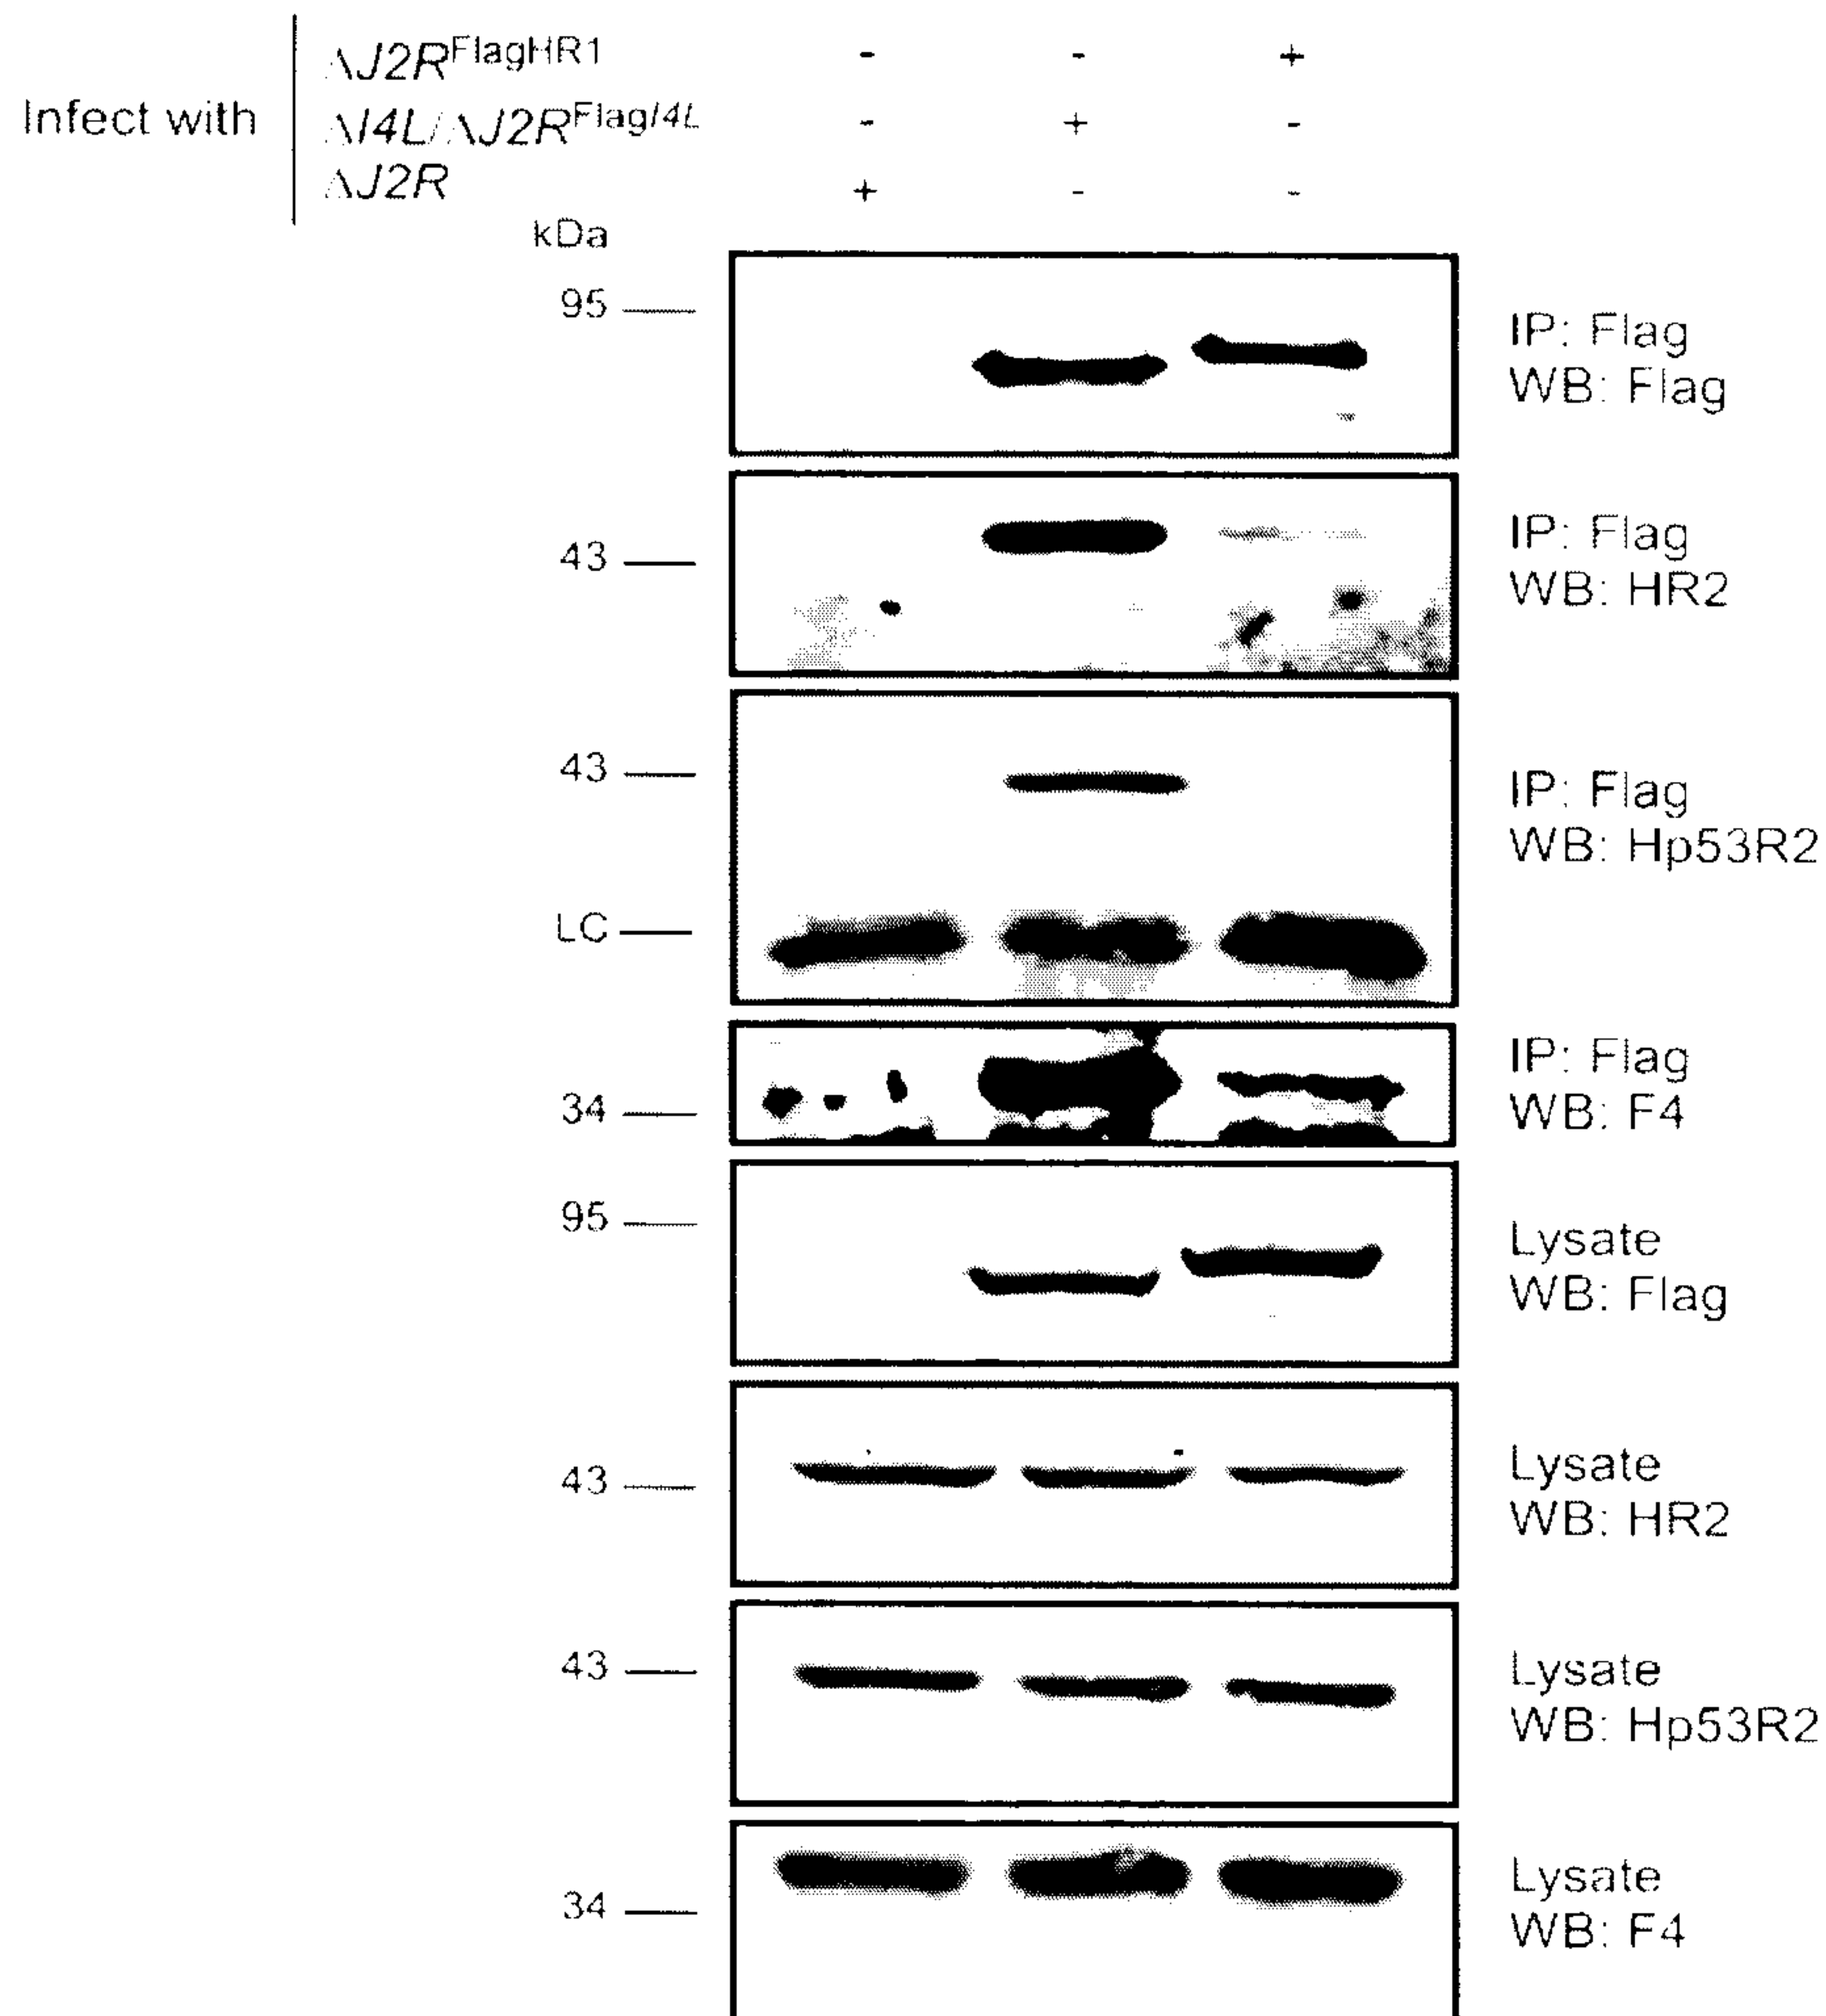 ΔJ2R^FlagHR1 - - +
Infect with ΔI4L/ΔJ2R^FlagI4L - + -
ΔJ2R + - -
kDa
95
IP: Flag
WB: Flag
43
IP: Flag
WB: HR2
43
LC
IP: Flag
WB: Hp53R2
34
IP: Flag
WB: F4
95
Lysate
WB: Flag
43
Lysate
WB: HR2
43
Lysate
WB: Hp53R2
34
Lysate
WB: F4